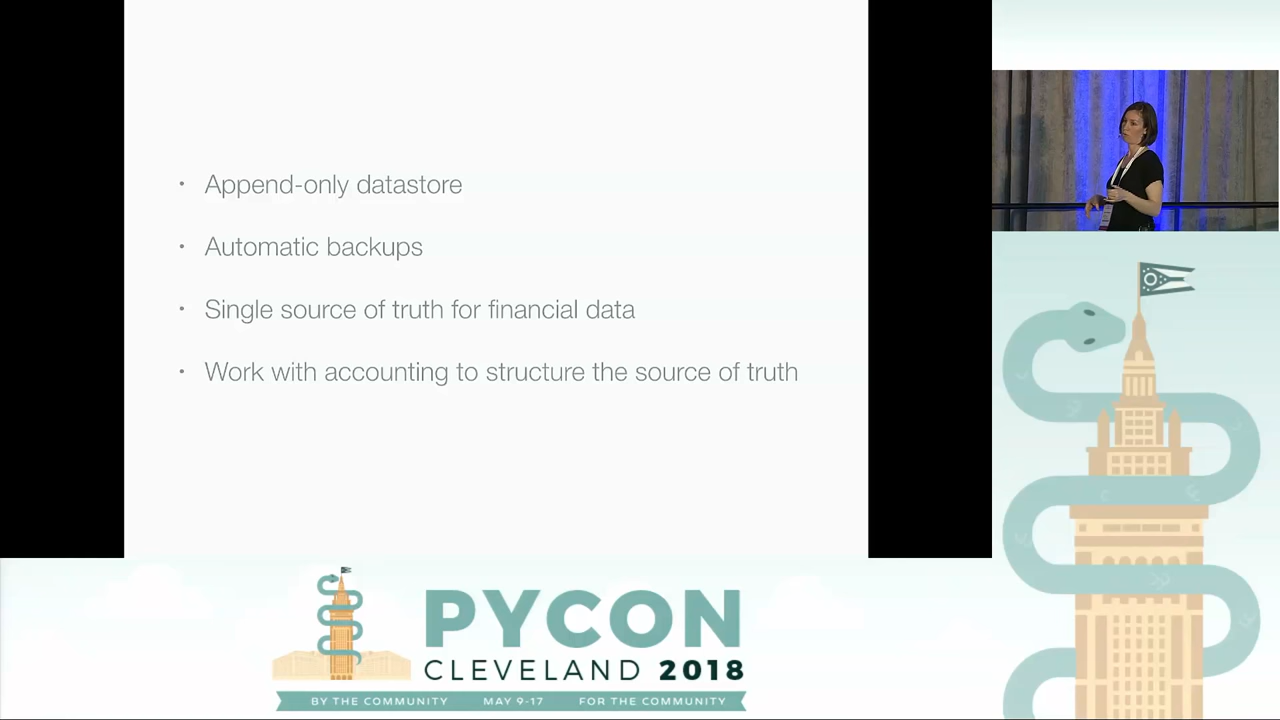 • Append-only datastore
• Automatic backups
• Single source of truth for financial data
• Work with accounting to structure the source of truth
PYCON
CLEVELAND 2018
BY THE COMMUNITY MAY 9-17 FOR THE COMMUNITY